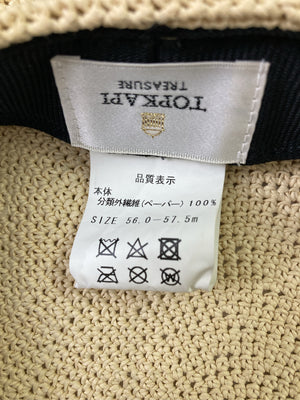 TOPKAPI
TREASURE
品質表示
本体
分類外繊維(ペーパー) 100%
SIZE 56.0-57.5m